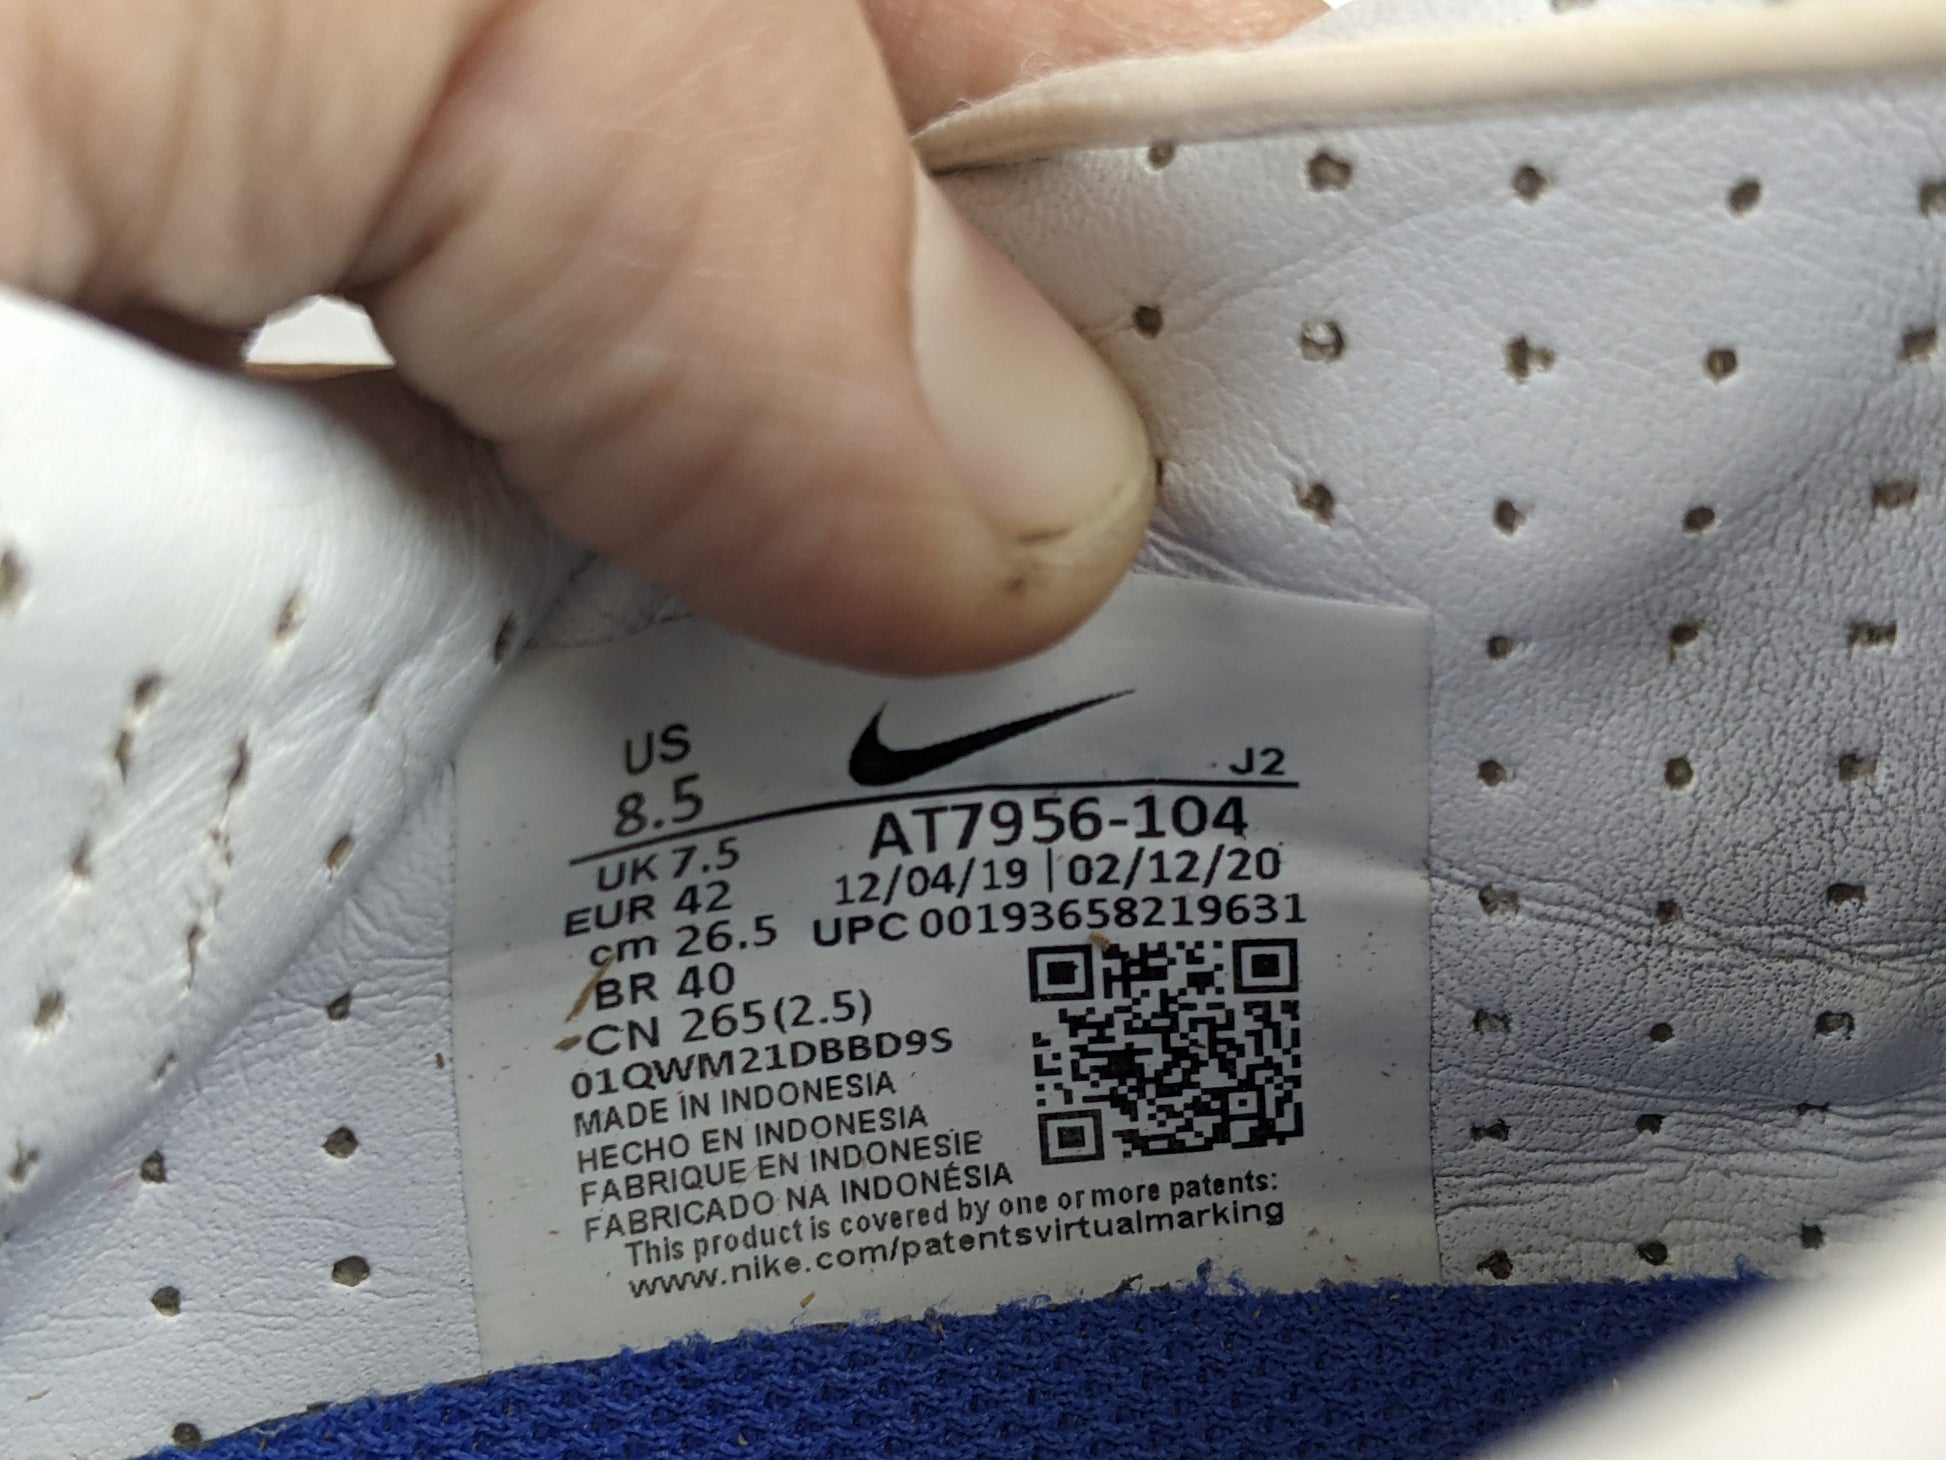 US
8.5
J2
UK 7.5
EUR 42
cm 26.5
BR 40
CN 265(2.5)
AT7956-104
12/04/19 | 02/12/20
UPC 00193658219631
01QWM21DBBD9S
MADE IN INDONESIA
HECHO EN INDONESIA
FABRIQUE EN INDONESIE
FABRICADO NA INDONÉSIA
This product is covered by one or more patents:
www.nike.com/patentsvirtualmarking